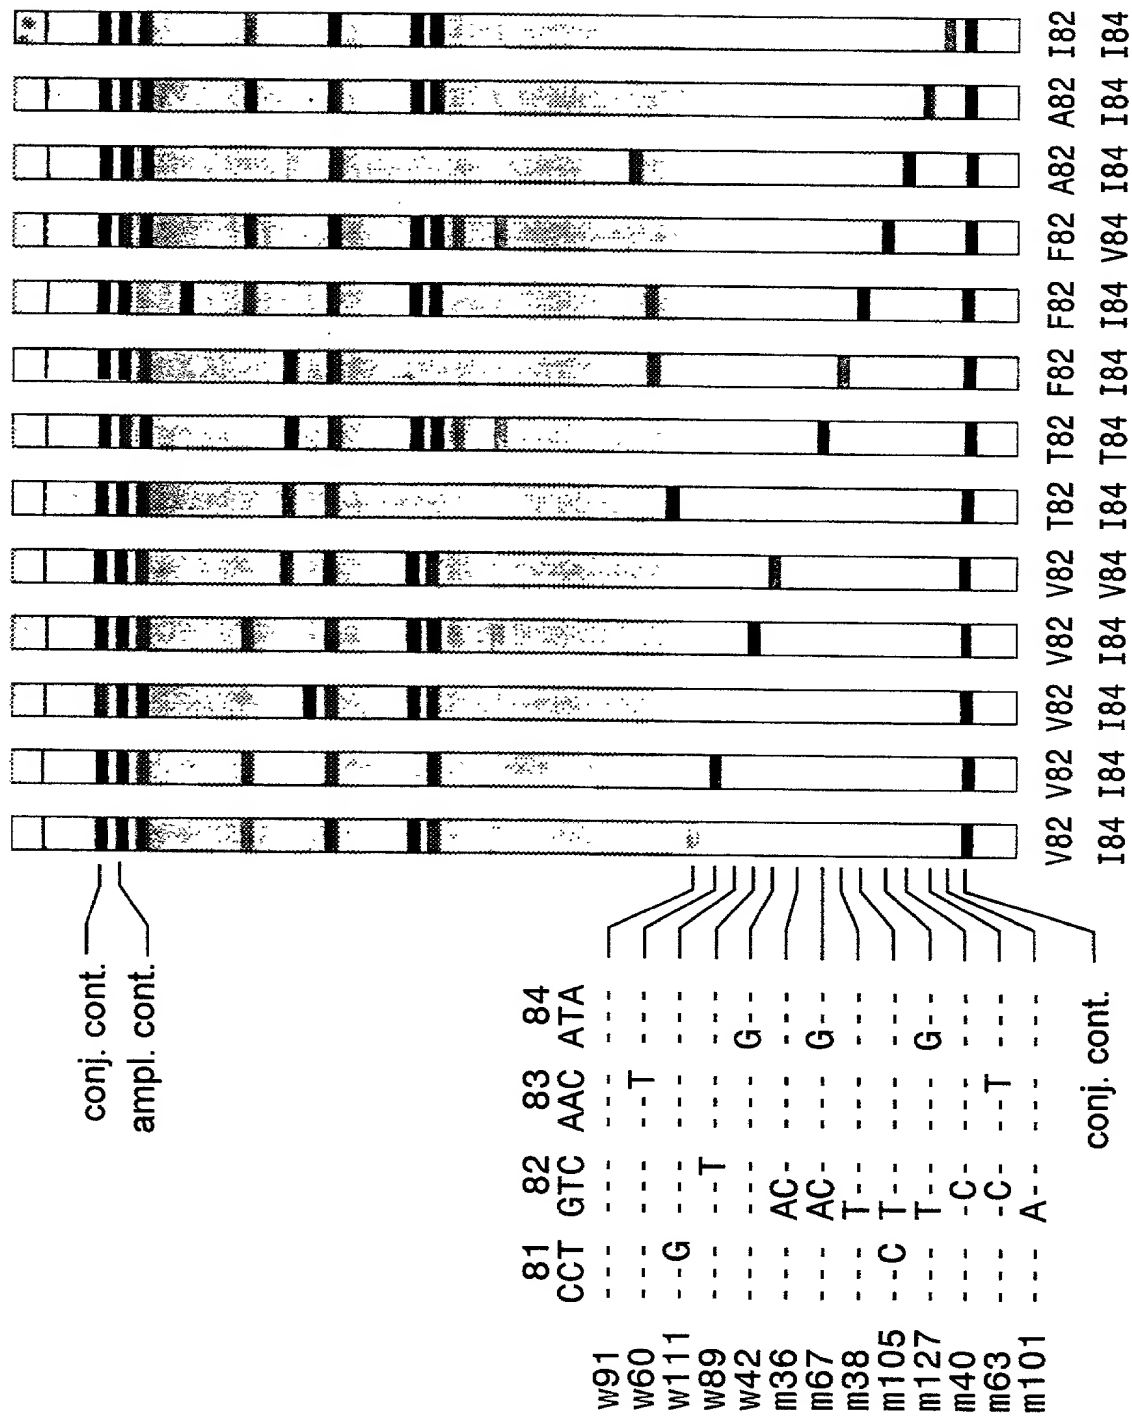 conj. cont.
ampl. cont.
81 82 83 84
CCT GTC AAC ATA
w91 --- --- --- ---
w60 --- --- --T ---
w111 --G --- --- ---
w89 --- --T --- ---
w42 --- --- --- G--
m36 --- AC- --- ---
m67 --- AC- --- G--
m38 --- T-- --- ---
m105 --C T-- --- ---
m127 --- T-- --- G--
m40 --- -C- --- ---
m63 --- -C- --T ---
m101 --- A-- --- ---
conj. cont.
V82 V82 V82 V82 V82 T82 T82 F82 F82 F82 A82 A82 I82
I84 I84 I84 I84 V84 I84 T84 I84 I84 V84 I84 I84 I84